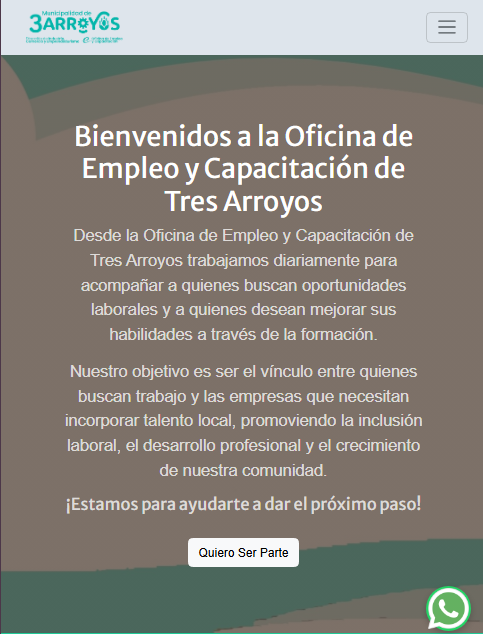 Municipalidad de
3ARROYOS
Bienvenidos a la Oficina de
Empleo y Capacitación de
Tres Arroyos
Desde la Oficina de Empleo y Capacitación de
Tres Arroyos trabajamos diariamente para
acompañar a quienes buscan oportunidades
laborales y a quienes desean mejorar sus
habilidades a través de la formación.
Nuestro objetivo es ser el vínculo entre quienes
buscan trabajo y las empresas que necesitan
incorporar talento local, promoviendo la inclusión
laboral, el desarrollo profesional y el crecimiento
de nuestra comunidad.
¡Estamos para ayudarte a dar el próximo paso!
Quiero Ser Parte